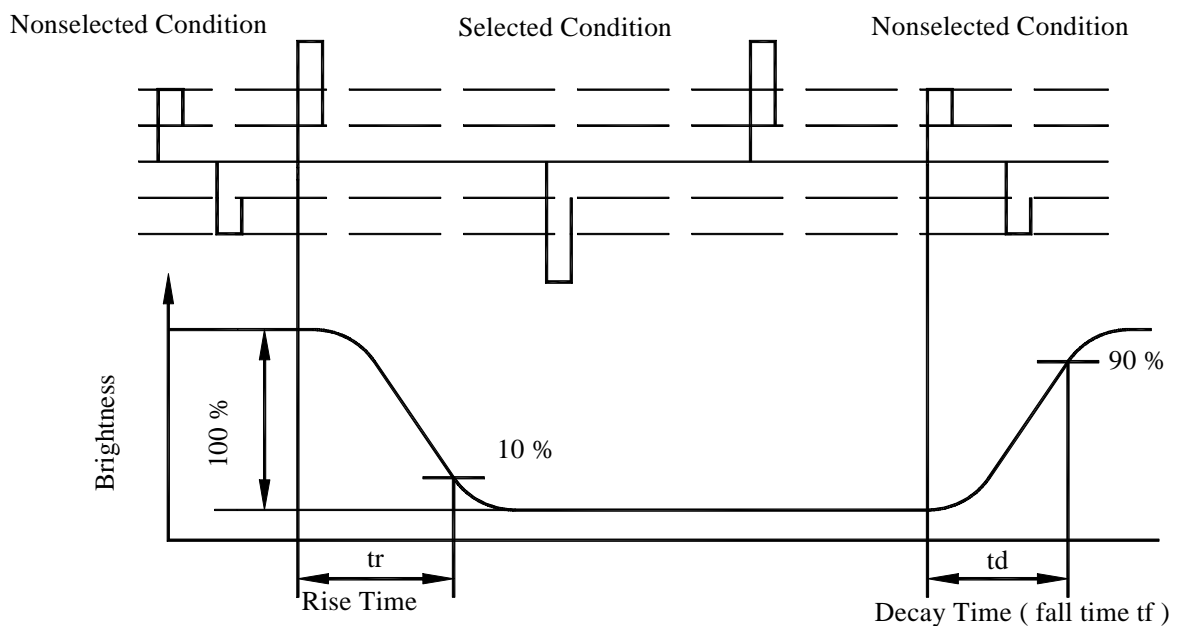 Nonselected Condition
Selected Condition
Nonselected Condition
Brightness
100 %
10 %
90 %
tr
Rise Time
td
Decay Time ( fall time tf )